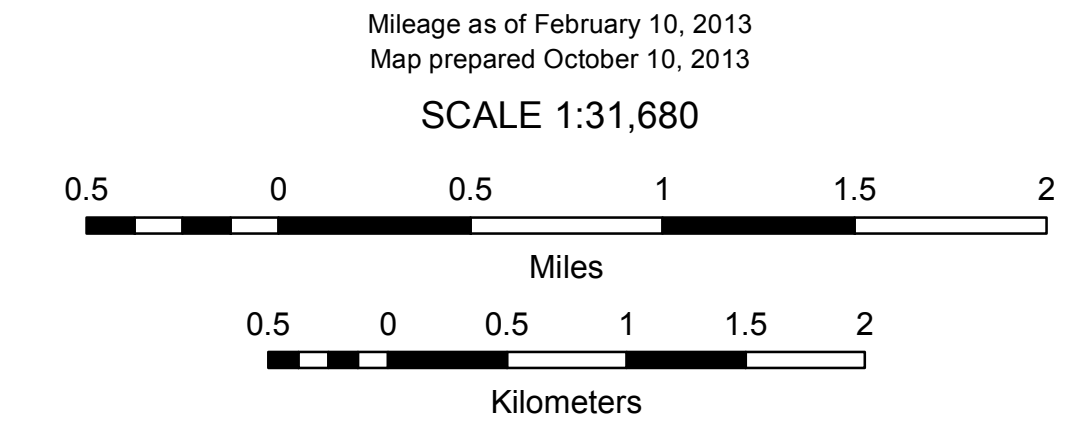 Mileage as of February 10, 2013
Map prepared October 10, 2013
SCALE 1:31,680
0.5 0 0.5 1 1.5 2
Miles
0.5 0 0.5 1 1.5 2
Kilometers